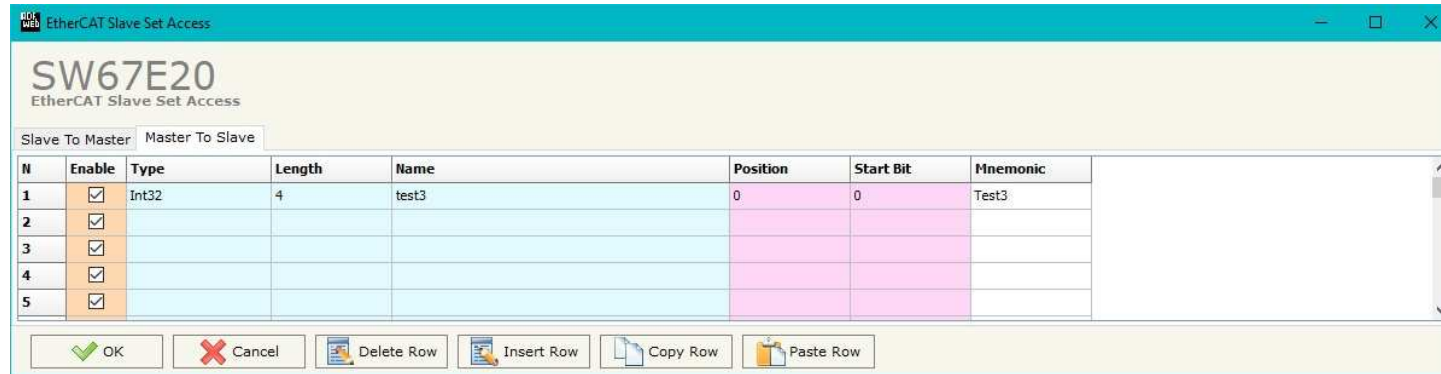 ADF WEB EtherCAT Slave Set Access
SW67E20
EtherCAT Slave Set Access
Slave To Master Master To Slave
N Enable Type Length Name Position Start Bit Mnemonic
1 Int32 4 test3 0 0 Test3
2
3
4
5
OK Cancel Delete Row Insert Row Copy Row Paste Row